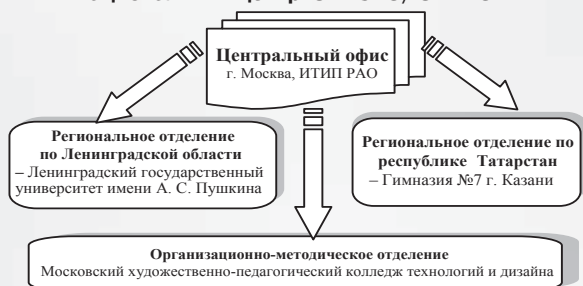 Центральный офис
г. Москва, ИТИП РАО
Региональное отделение
по Ленинградской области
– Ленинградский государственный
университет имени А. С. Пушкина
Региональное отделение по
республике Татарстан
– Гимназия №7 г. Казани
Организационно-методическое отделение
Московский художественно-педагогический колледж технологий и дизайна